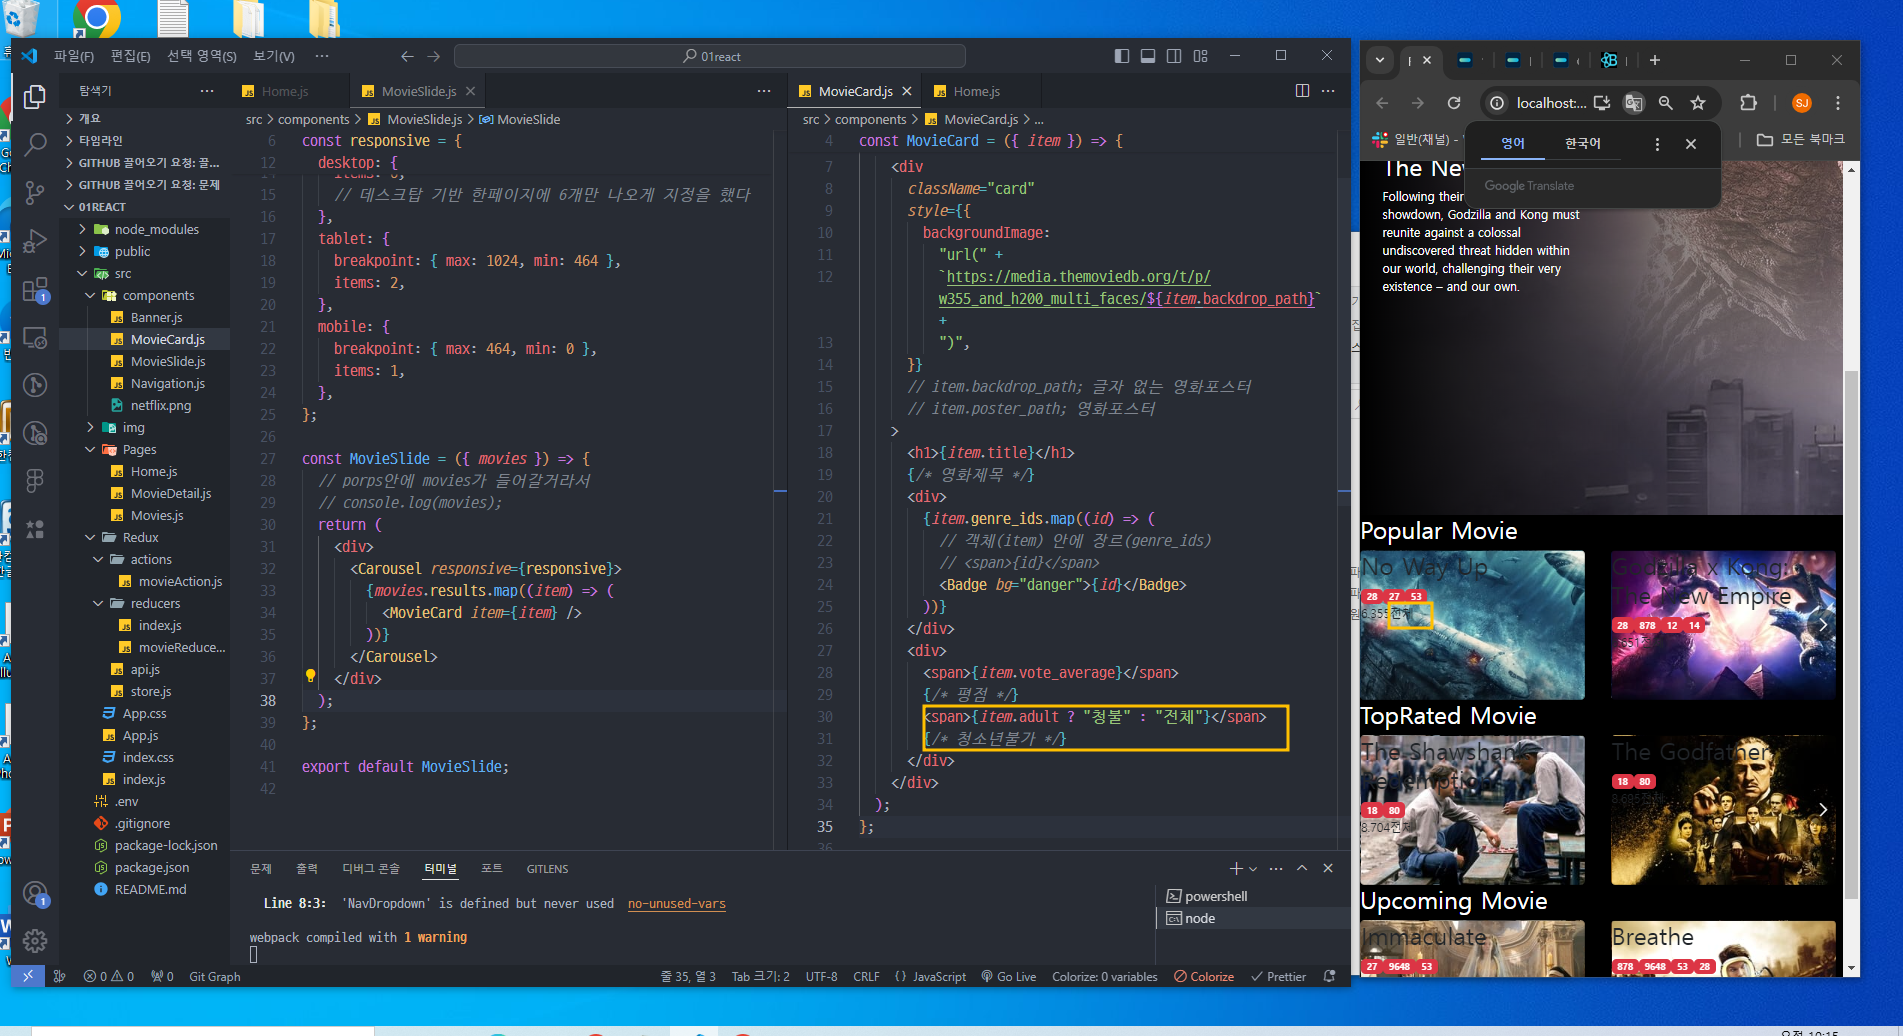 파일(F) 편집(E) 선택 영역(S) 보기(V) ···
01react
탐색기
개요
타임라인
GITHUB 끌어오기 요청: 끌...
GITHUB 끌어오기 요청: 문제
01REACT
node_modules
public
src
components
Banner.js
MovieCard.js
MovieSlide.js
Navigation.js
netflix.png
img
Pages
Home.js
MovieDetail.js
Movies.js
Redux
actions
movieAction.js
reducers
index.js
movieReduce...
api.js
store.js
App.css
App.js
index.css
index.js
.env
.gitignore
package-lock.json
package.json
README.md
Home.js MovieSlide.js
src > components > MovieSlide.js > MovieSlide
6 const responsive = {
12 desktop: {
15 // 데스크탑 기반 한페이지에 6개만 나오게 지정을 했다
16 },
17 tablet: {
18 breakpoint: { max: 1024, min: 464 },
19 items: 2,
20 },
21 mobile: {
22 breakpoint: { max: 464, min: 0 },
23 items: 1,
24 },
25 };
26
27 const MovieSlide = ({ movies }) => {
28 // porps안에 movies가 들어갈거라서
29 // console.log(movies);
30 return (
31 <div>
32 <Carousel responsive={responsive}>
33 {movies.results.map((item) => (
34 <MovieCard item={item} />
35 ))}
36 </Carousel>
37 </div>
38 );
39 };
40
41 export default MovieSlide;
42
MovieCard.js Home.js
src > components > MovieCard.js > ...
4 const MovieCard = ({ item }) => {
7 <div
8 className="card"
9 style={{
10 backgroundImage:
11 "url(" +
12 `https://media.themoviedb.org/t/p/
w355_and_h200_multi_faces/${item.backdrop_path}`
+
13 ")",
14 }}
15 // item.backdrop_path; 글자 없는 영화포스터
16 // item.poster_path; 영화포스터
17 >
18 <h1>{item.title}</h1>
19 {/* 영화제목 */}
20 <div>
21 {item.genre_ids.map((id) => (
22 // 객체(item) 안에 장르(genre_ids)
23 // <span>{id}</span>
24 <Badge bg="danger">{id}</Badge>
25 ))}
26 </div>
27 <div>
28 <span>{item.vote_average}</span>
29 {/* 평점 */}
30 <span>{item.adult ? "청불" : "전체"}</span>
31 {/* 청소년불가 */}
32 </div>
33 </div>
34 );
35 };
36
문제 출력 디버그 콘솔 터미널 포트 GITLENS
Line 8:3: 'NavDropdown' is defined but never used no-unused-vars
webpack compiled with 1 warning
powershell
node
0 0 0 Git Graph
줄 35, 열 3 Tab 크기: 2 UTF-8 CRLF {} JavaScript Go Live Colorize: 0 variables Colorize Prettier
localhost:...
SJ
일반(채널) -
모든 북마크
영어 한국어
Google Translate
The New
Following their
showdown, Godzilla and Kong must
reunite against a colossal
undiscovered threat hidden within
our world, challenging their very
existence – and our own.
Popular Movie
No Way Up
28 27 53
6.355전체
Godzilla x Kong:
The New Empire
28 878 12 14
TopRated Movie
The Shawshank
Redemption
18 80
8.704전체
The Godfather
18 80
Upcoming Movie
Immaculate
27 9648 53
Breathe
878 9648 53 28